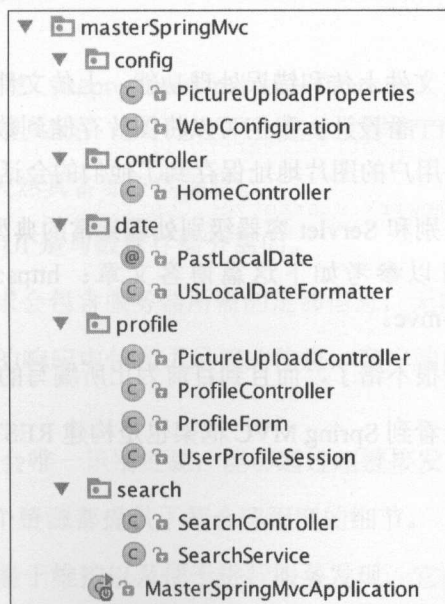 masterSpringMvc
config
PictureUploadProperties
WebConfiguration
controller
HomeController
date
PastLocalDate
USLocalDateFormatter
profile
PictureUploadController
ProfileController
ProfileForm
UserProfileSession
search
SearchController
SearchService
MasterSpringMvcApplication